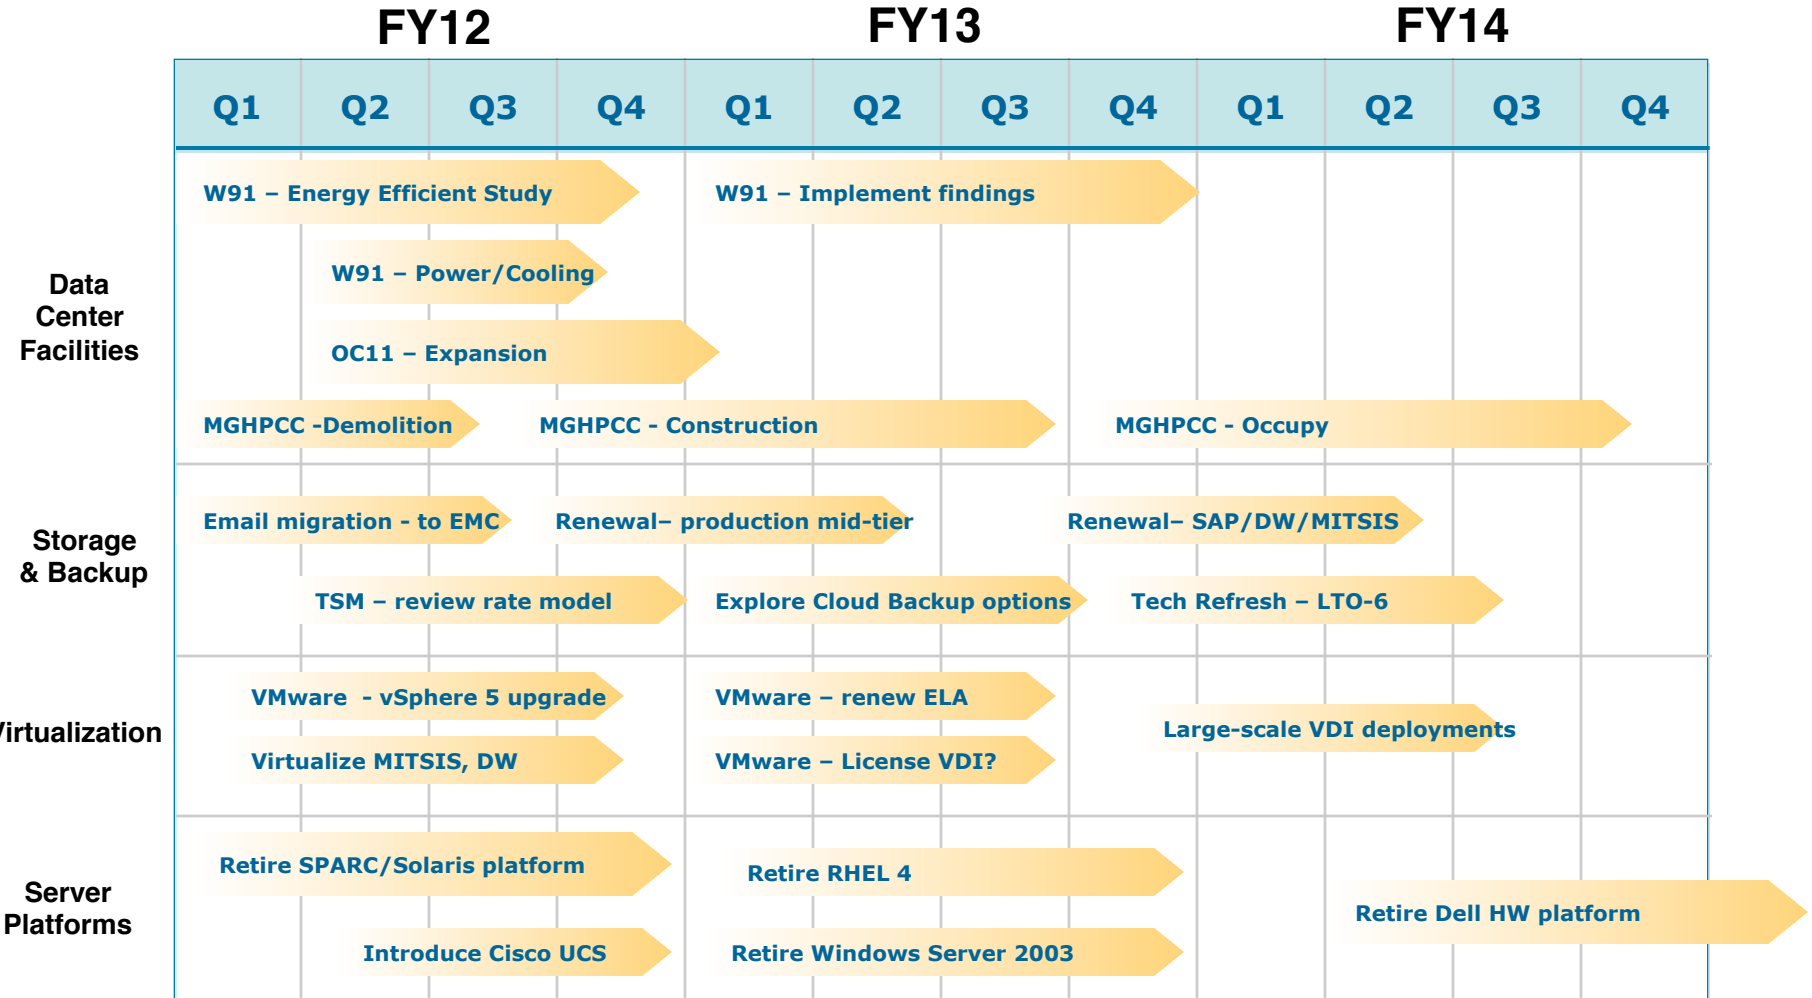 FY12 FY13 FY14
Q1 Q2 Q3 Q4 Q1 Q2 Q3 Q4 Q1 Q2 Q3 Q4
Data
Center
Facilities
W91 – Energy Efficient Study
W91 – Implement findings
W91 – Power/Cooling
OC11 – Expansion
MGHPCC -Demolition
MGHPCC - Construction
MGHPCC - Occupy
Storage
& Backup
Email migration - to EMC
Renewal– production mid-tier
Renewal– SAP/DW/MITSIS
TSM – review rate model
Explore Cloud Backup options
Tech Refresh – LTO-6
Virtualization
VMware  - vSphere 5 upgrade
VMware – renew ELA
Large-scale VDI deployments
Virtualize MITSIS, DW
VMware – License VDI?
Server
Platforms
Retire SPARC/Solaris platform
Retire RHEL 4
Retire Dell HW platform
Introduce Cisco UCS
Retire Windows Server 2003